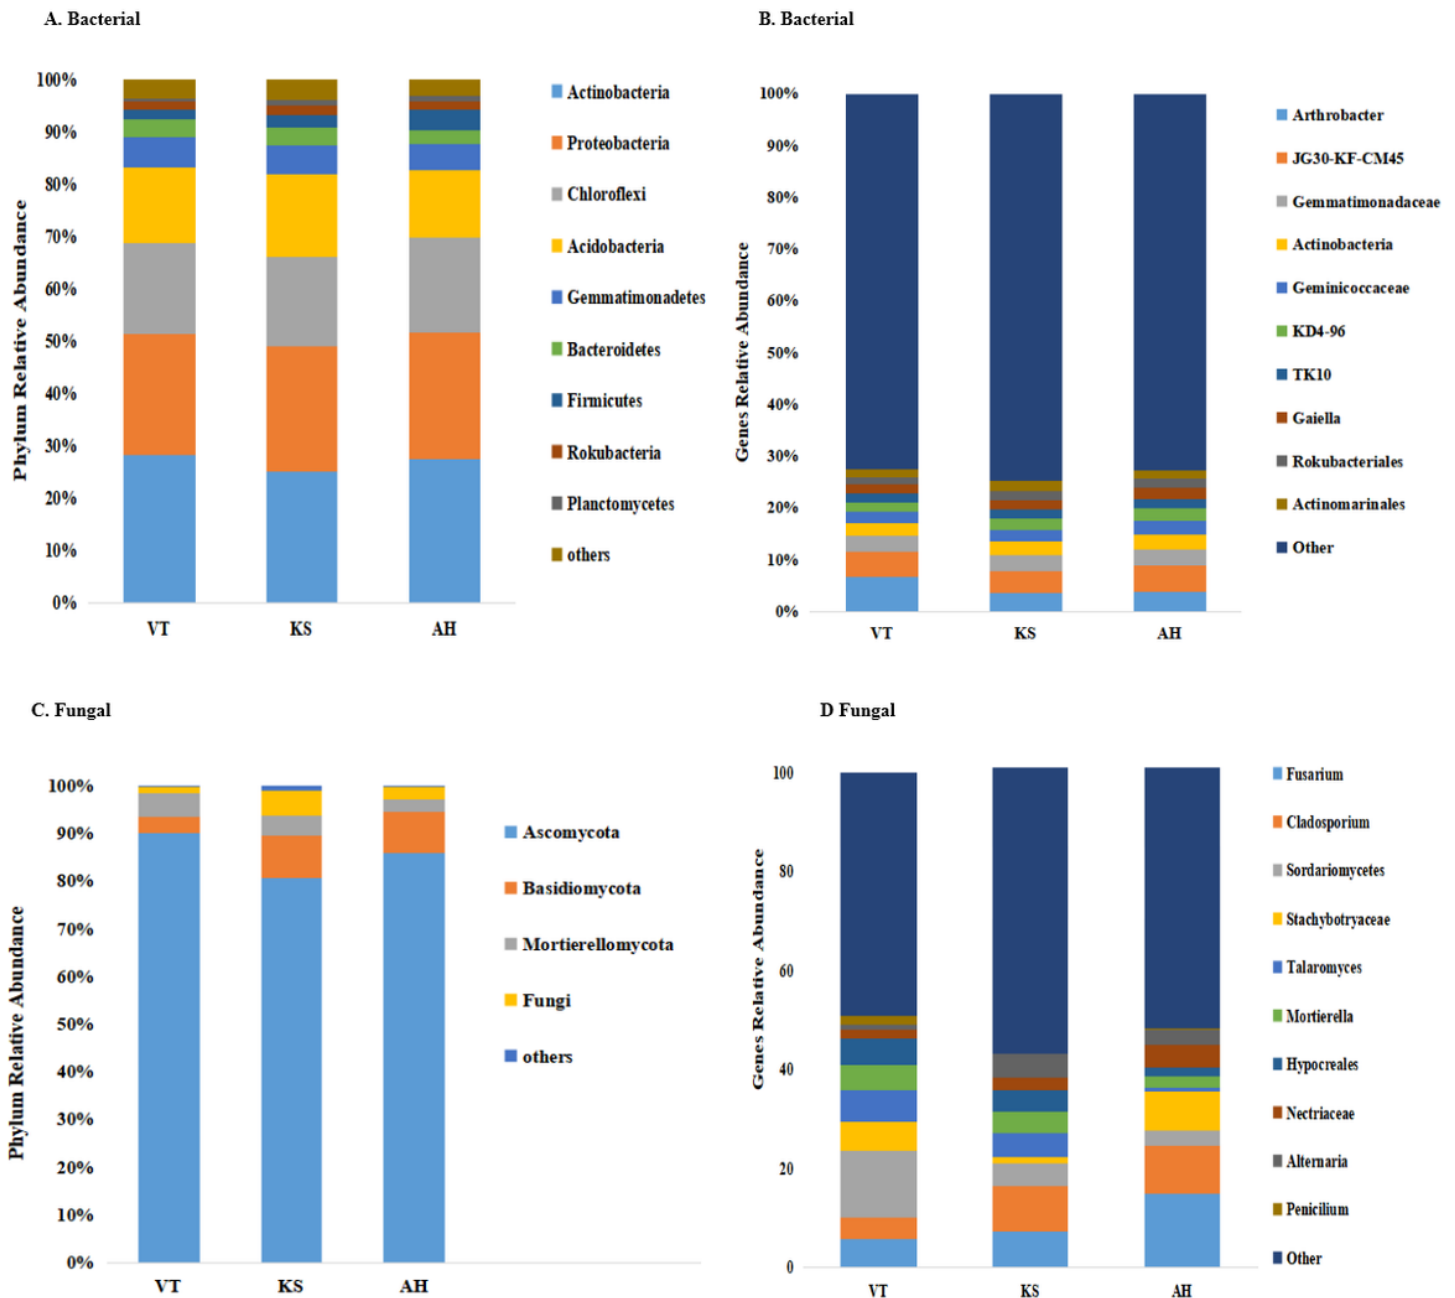 A. Bacterial
Phylum Relative Abundance
100%
90%
80%
70%
60%
50%
40%
30%
20%
10%
0%
VT
KS
AH
Actinobacteria
Proteobacteria
Chloroflexi
Acidobacteria
Gemmatimonadetes
Bacteroidetes
Firmicutes
Rokubacteria
Planctomycetes
others
B. Bacterial
Genes Relative Abundance
100%
90%
80%
70%
60%
50%
40%
30%
20%
10%
0%
VT
KS
AH
Arthrobacter
JG30-KF-CM45
Gemmatimonadaceae
Actinobacteria
Geminicoccaceae
KD4-96
TK10
Gaiella
Rokubacteriales
Actinomarinales
Other
C. Fungal
Phylum Relative Abundance
100%
90%
80%
70%
60%
50%
40%
30%
20%
10%
0%
VT
KS
AH
Ascomycota
Basidiomycota
Mortierellomycota
Fungi
others
D Fungal
Genes Relative Abundance
100
80
60
40
20
0
VT
KS
AH
Fusarium
Cladosporium
Sordariomycetes
Stachybotryaceae
Talaromyces
Mortierella
Hypocreales
Nectriaceae
Alternaria
Penicilium
Other